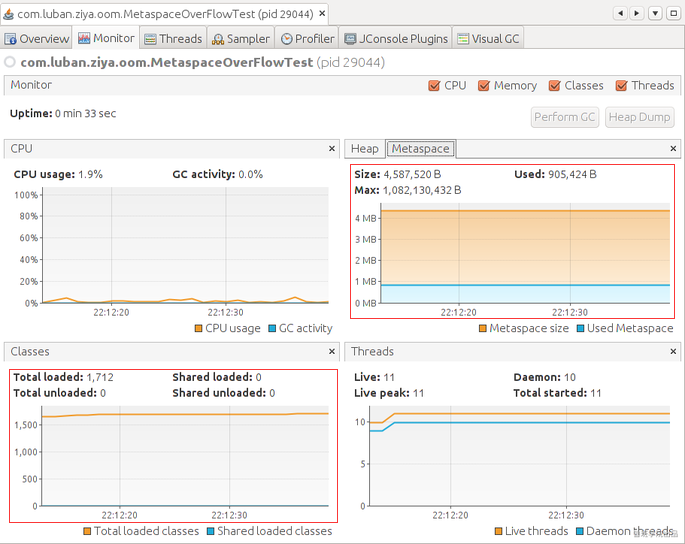 com.luban.ziya.oom.MetaspaceOverFlowTest (pid 29044)
Overview Monitor Threads Sampler Profiler JConsole Plugins Visual GC
com.luban.ziya.oom.MetaspaceOverFlowTest (pid 29044)
Monitor CPU Memory Classes Threads
Uptime: 0 min 33 sec
Perform GC Heap Dump
CPU
CPU usage: 1.9% GC activity: 0.0%
100%
80%
60%
40%
20%
0%
22:12:20 22:12:30
CPU usage GC activity
Heap Metaspace
Size: 4,587,520 B Used: 905,424 B
Max: 1,082,130,432 B
4 MB
3 MB
2 MB
1 MB
0 MB
22:12:20 22:12:30
Metaspace size Used Metaspace
Classes
Total loaded: 1,712 Shared loaded: 0
Total unloaded: 0 Shared unloaded: 0
1,500
1,000
500
0
22:12:20 22:12:30
Total loaded classes Shared loaded classes
Threads
Live: 11 Daemon: 10
Live peak: 11 Total started: 11
10
5
0
22:12:20 22:12:30
Live threads Daemon threads